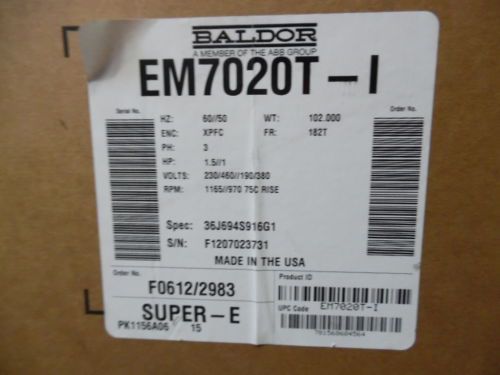 BALDOR
A MEMBER OF THE ABB GROUP
EM7020T-I
Serial No.
Order No.
HZ: 60//50 WT: 102.000
ENC: XPFC FR: 182T
PH: 3
HP: 1.5//1
VOLTS: 230/460//190/380
RPM: 1165//970 75C RISE
Spec: 36J694S916G1
S/N: F1207023731
MADE IN THE USA
Order No.
F0612/2983
Product ID
EM7020T-I
UPC Code
781568604564
SUPER-E
PK1156A06 15